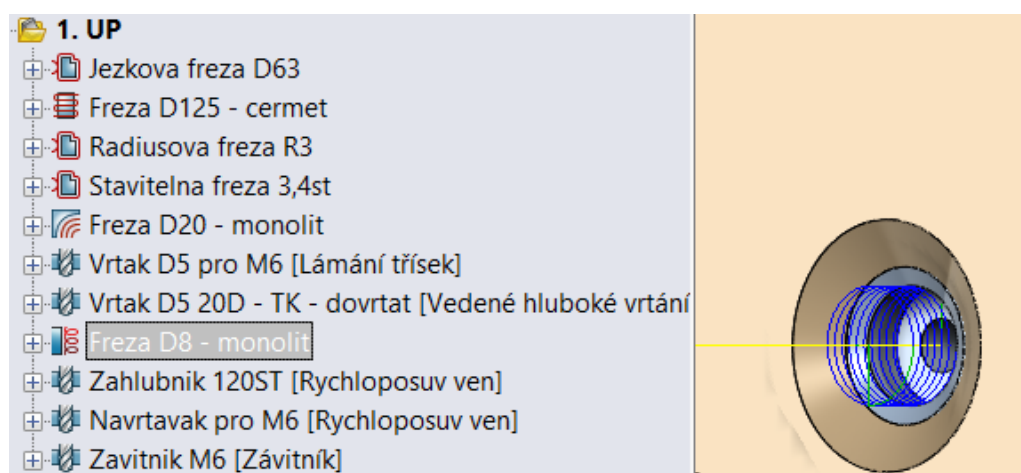 1. UP
Jezkova freza D63
Freza D125 - cermet
Radiusova freza R3
Stavitelna freza 3,4st
Freza D20 - monolit
Vrtak D5 pro M6 [Lámání třísek]
Vrtak D5 20D - TK - dovrtat [Vedené hluboké vrtání
Freza D8 - monolit
Zahlubnik 120ST [Rychloposuv ven]
Navrtavak pro M6 [Rychloposuv ven]
Zavitnik M6 [Závitník]